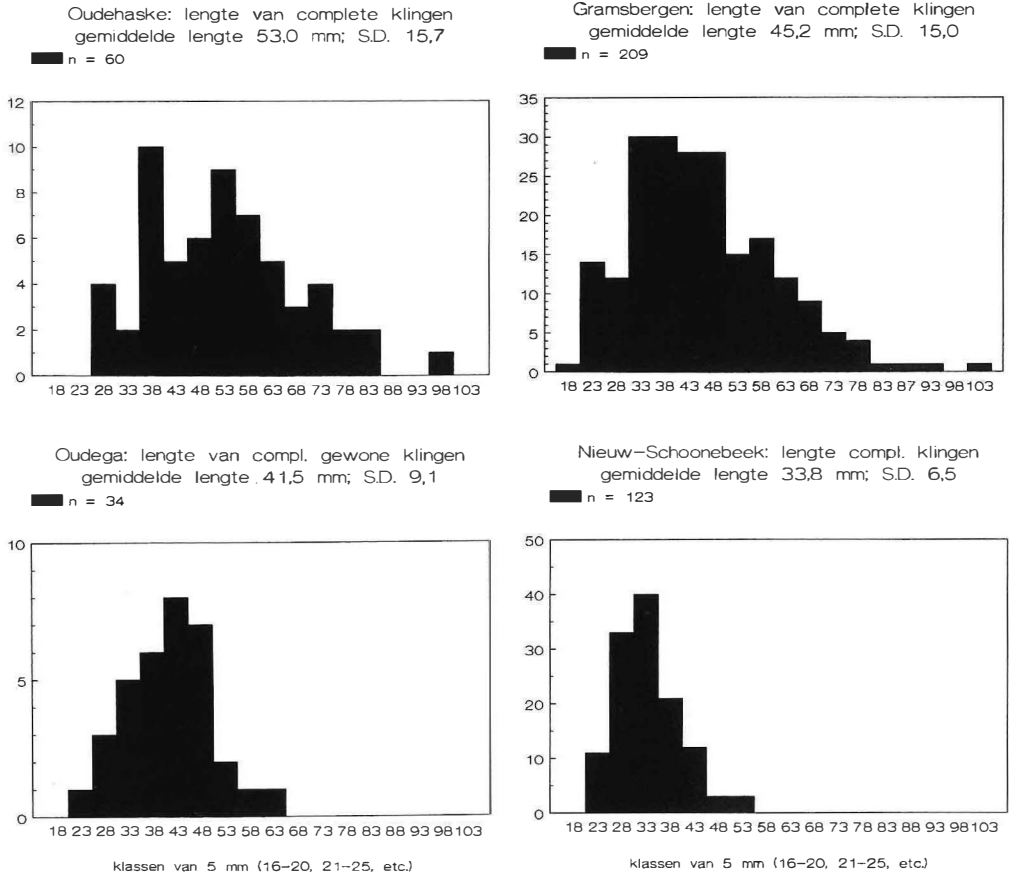 Oudehaske: lengte van complete klingen
gemiddelde lengte 53,0 mm; S.D. 15,7
n = 60
12
10
8
6
4
2
0
18 23 28 33 38 43 48 53 58 63 68 73 78 83 88 93 98 103
Gramsbergen: lengte van complete klingen
gemiddelde lengte 45,2 mm; S.D. 15,0
n = 209
35
30
25
20
15
10
5
0
18 23 28 33 38 43 48 53 58 63 68 73 78 83 87 93 98 103
Oudega: lengte van compl. gewone klingen
gemiddelde lengte 41,5 mm; S.D. 9,1
n = 34
10
5
0
18 23 28 33 38 43 48 53 58 63 68 73 78 83 88 93 98 103
klassen van 5 mm (16-20, 21-25, etc.)
Nieuw-Schoonebeek: lengte compl. klingen
gemiddelde lengte 33,8 mm; S.D. 6,5
n = 123
50
40
30
20
10
0
18 23 28 33 38 43 48 53 58 63 68 73 78 83 88 93 98 103
klassen van 5 mm (16-20, 21-25, etc.)